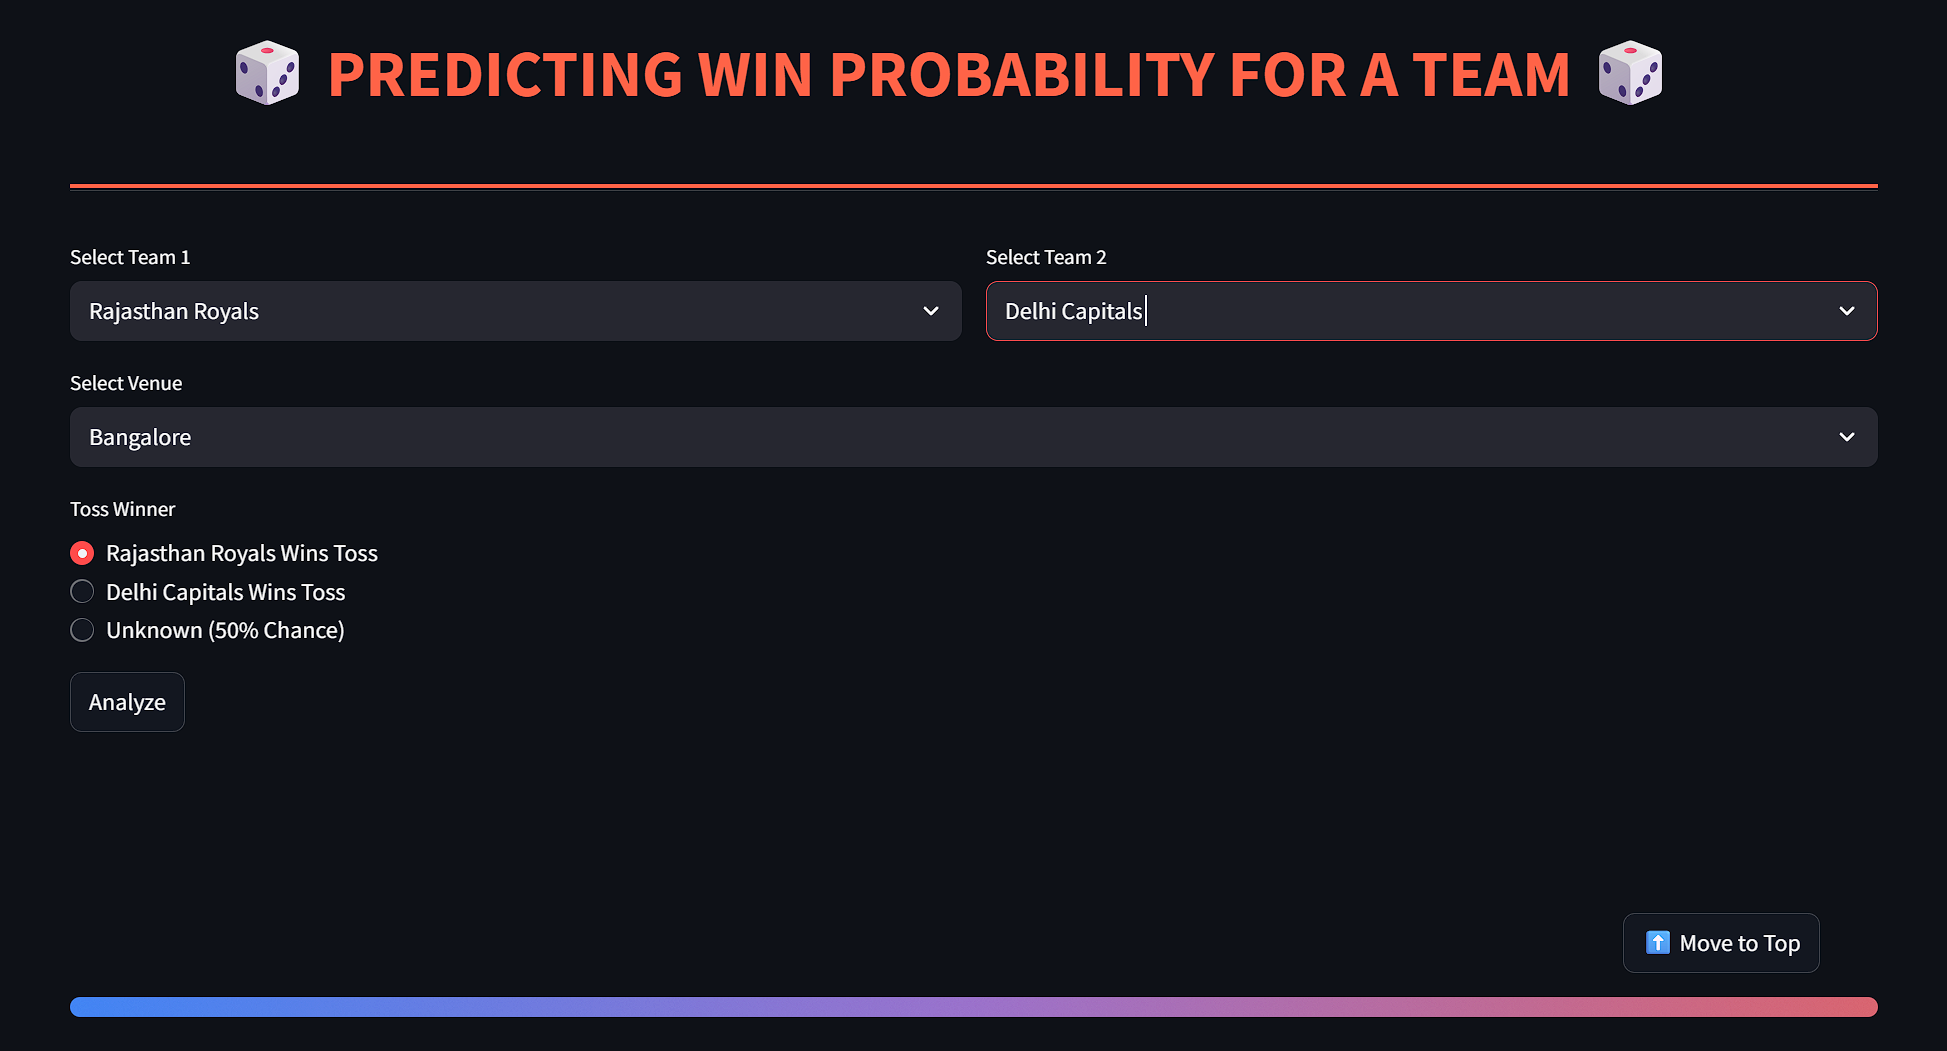 PREDICTING WIN PROBABILITY FOR A TEAM
Select Team 1
Select Team 2
Rajasthan Royals
Delhi Capitals
Select Venue
Bangalore
Toss Winner
Rajasthan Royals Wins Toss
Delhi Capitals Wins Toss
Unknown (50% Chance)
Analyze
Move to Top